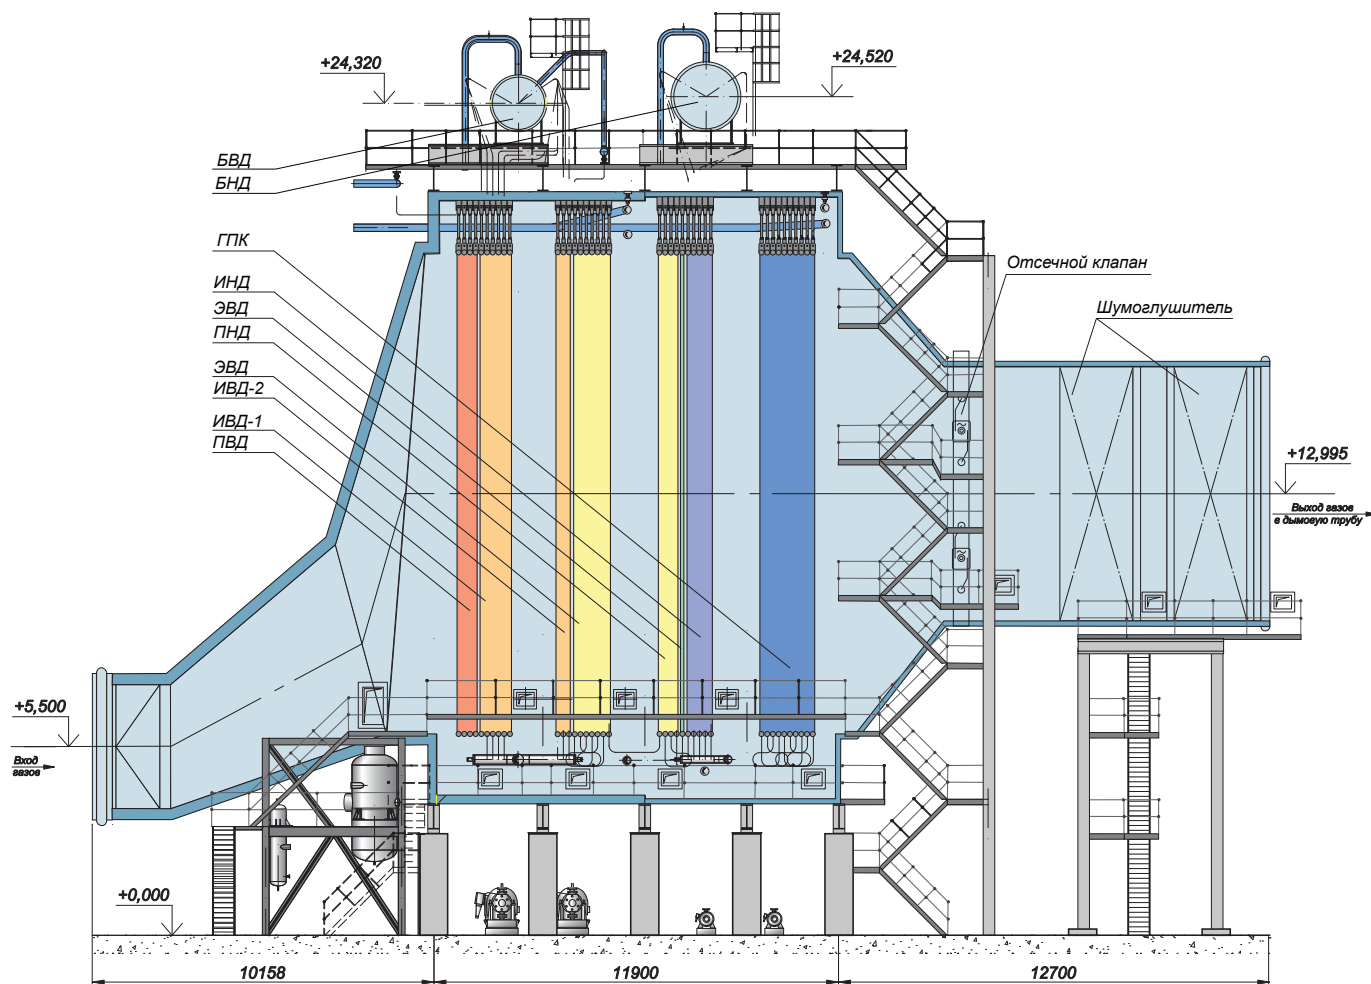 +24,320
+24,520
БВД
БНД
ГПК
ИНД
ЭВД
ПНД
ЭВД
ИВД-2
ИВД-1
ПВД
Отсечной клапан
Шумоглушитель
+12,995
Выход газов
в дымовую трубу
+5,500
Вход
газов
+0,000
10158
11900
12700